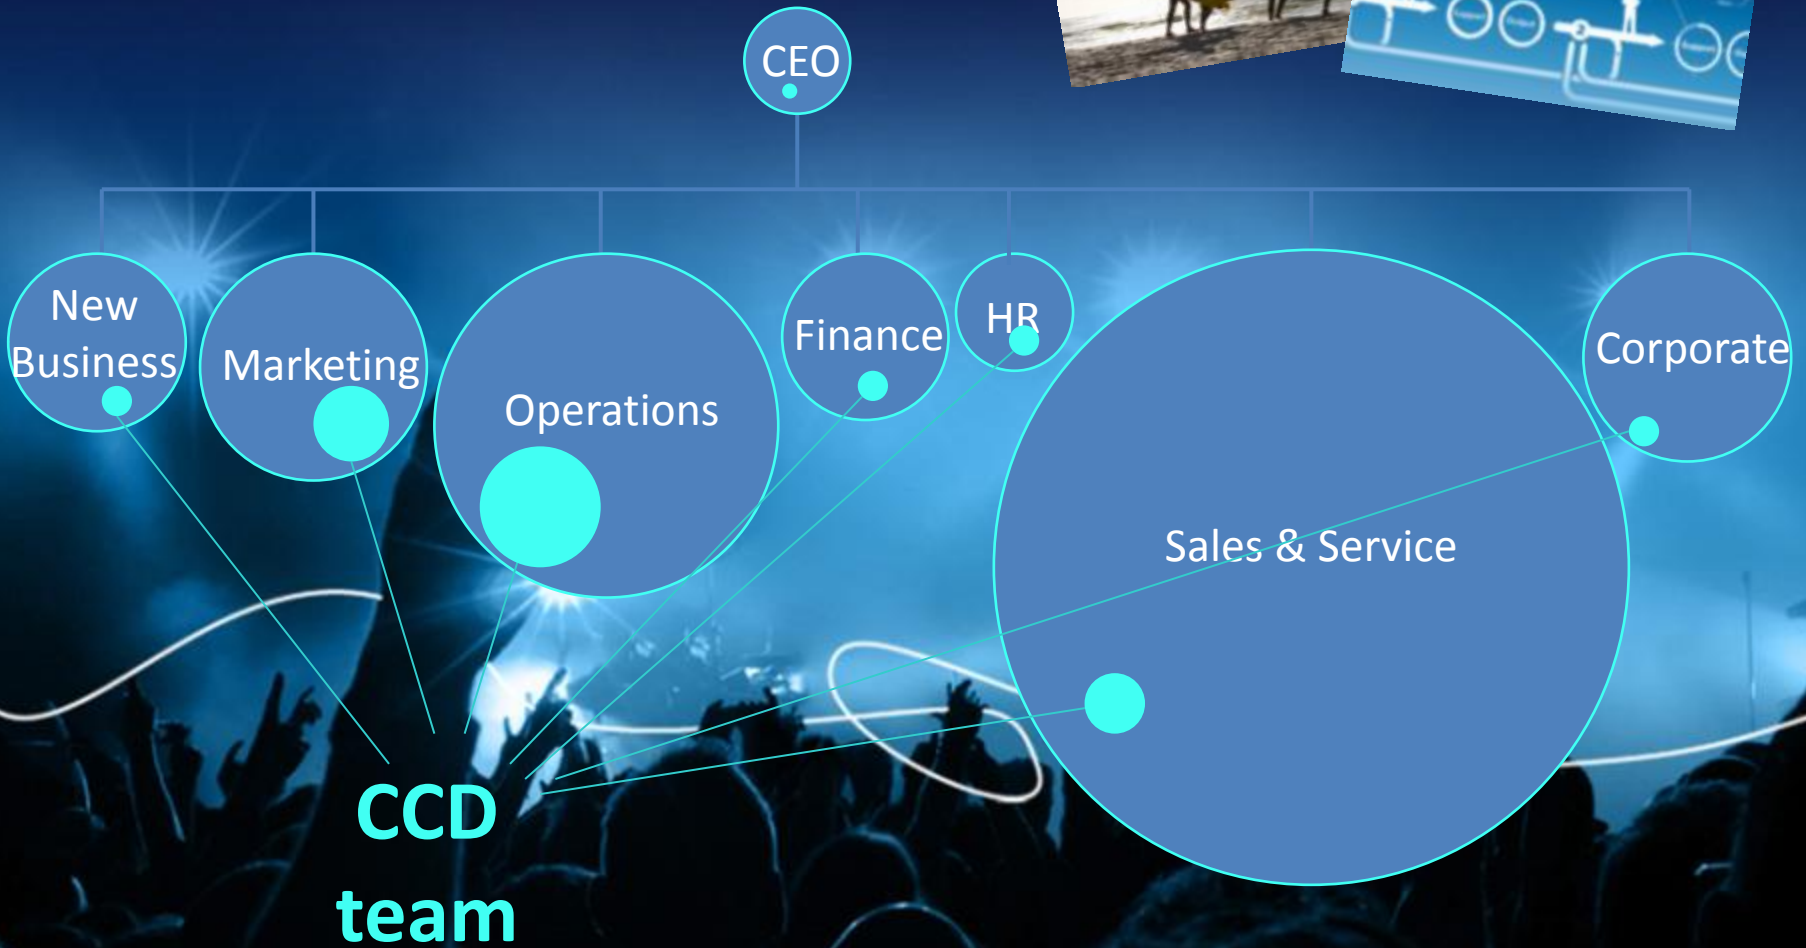 CEO
New
Business
Marketing
Operations
Finance
HR
Sales & Service
Corporate
CCD
team